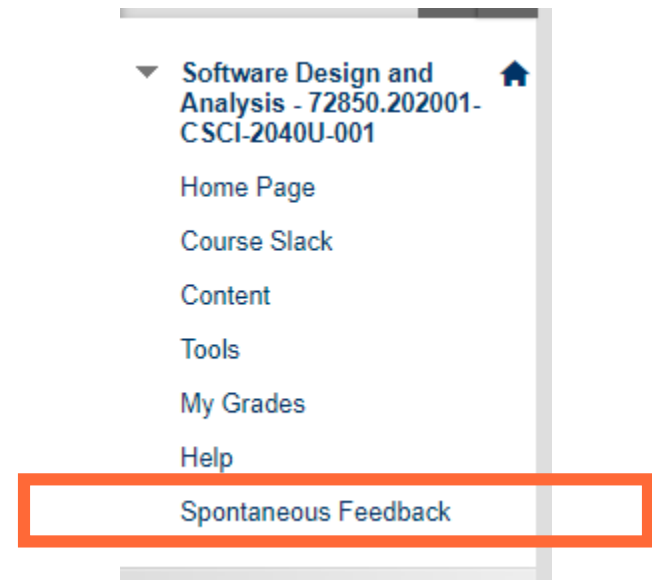 Software Design and
Analysis - 72850.202001-
CSCI-2040U-001
Home Page
Course Slack
Content
Tools
My Grades
Help
Spontaneous Feedback